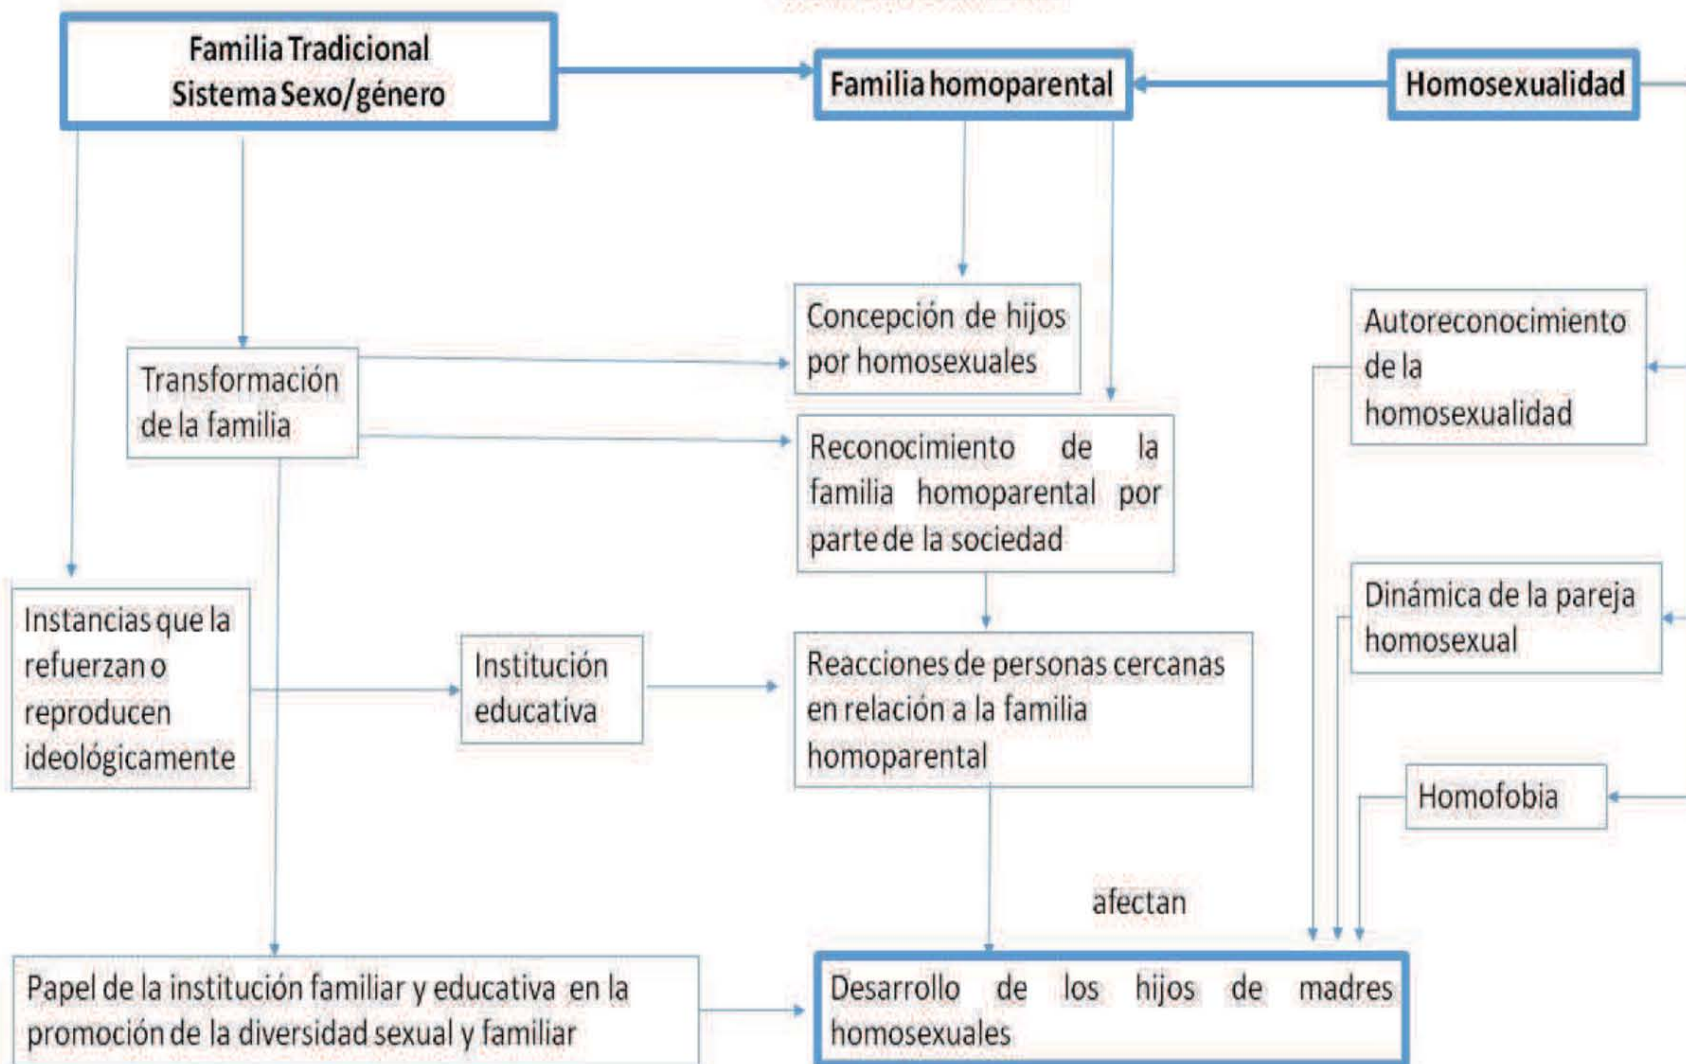 Familia Tradicional
Sistema Sexo/género
Familia homoparental
Homosexualidad
Concepción de hijos
por homosexuales
Autoreconocimiento
de la
homosexualidad
Transformación
de la familia
Reconocimiento de la
familia homoparental por
parte de la sociedad
Instancias que la
refuerzan o
reproducen
ideológicamente
Institución
educativa
Reacciones de personas cercanas
en relación a la familia
homoparental
Dinámica de la pareja
homosexual
Homofobia
afectan
Papel de la institución familiar y educativa en la
promoción de la diversidad sexual y familiar
Desarrollo de los hijos de madres
homosexuales